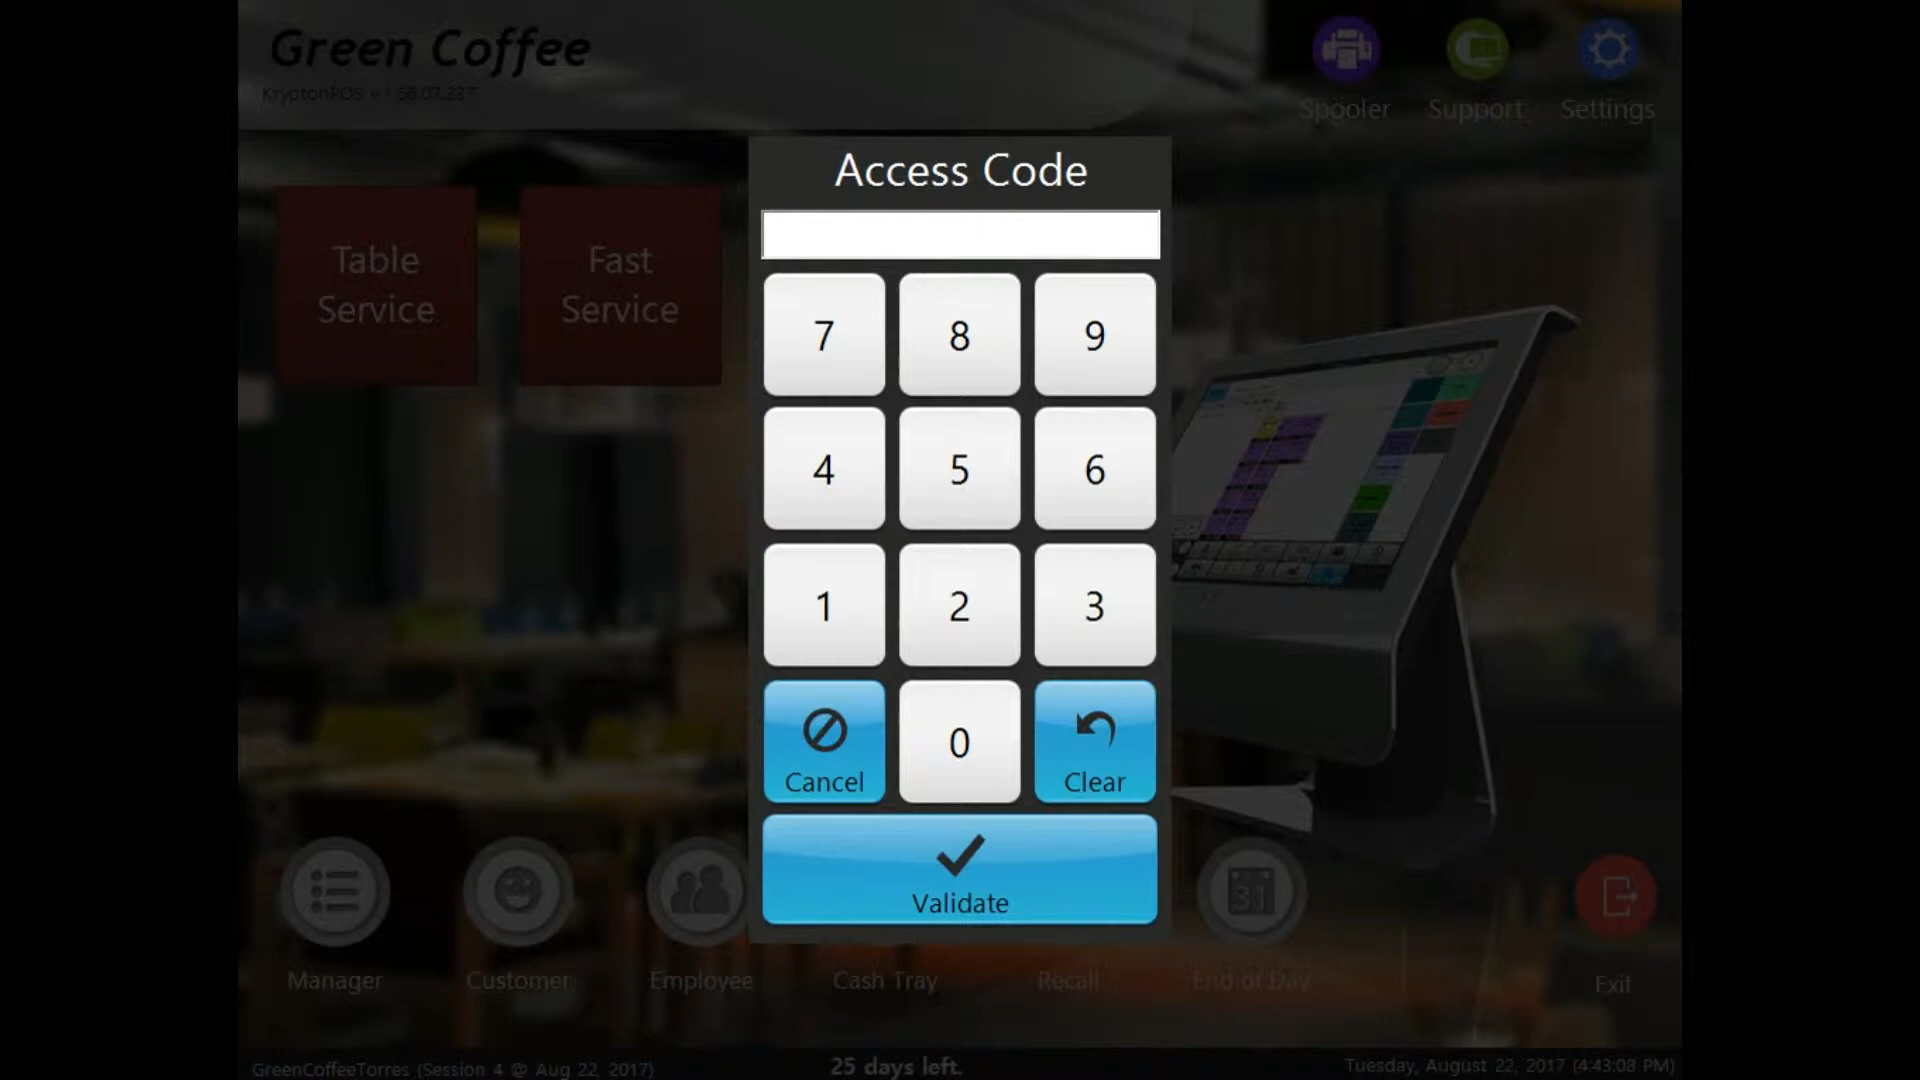 Green Coffee
Spooler
Support
Settings
Access Code
Table
Service
Fast
Service
7
8
9
4
5
6
1
2
3
Cancel
0
Clear
Validate
Manager
Customer
Employee
Cash Tray
Recall
31
End of Day
Exit
GreenCoffeeTorres (Session 4 @ Aug 22, 2017)
25 days left.
Tuesday, August 22, 2017 (4:43:08 PM)